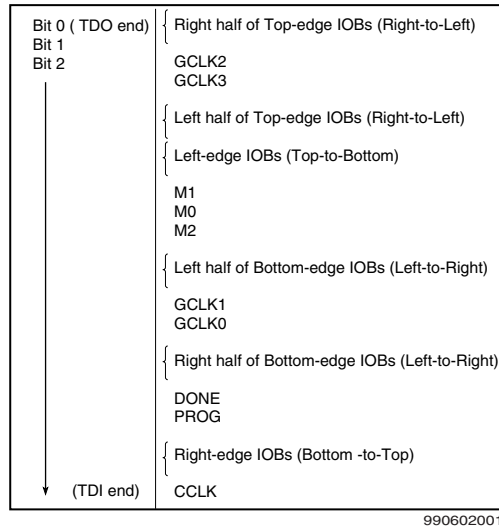 Bit 0 ( TDO end)
Bit 1
Bit 2
Right half of Top-edge IOBs (Right-to-Left)
GCLK2
GCLK3
Left half of Top-edge IOBs (Right-to-Left)
Left-edge IOBs (Top-to-Bottom)
M1
M0
M2
Left half of Bottom-edge IOBs (Left-to-Right)
GCLK1
GCLK0
Right half of Bottom-edge IOBs (Left-to-Right)
DONE
PROG
Right-edge IOBs (Bottom -to-Top)
(TDI end)
CCLK
990602001